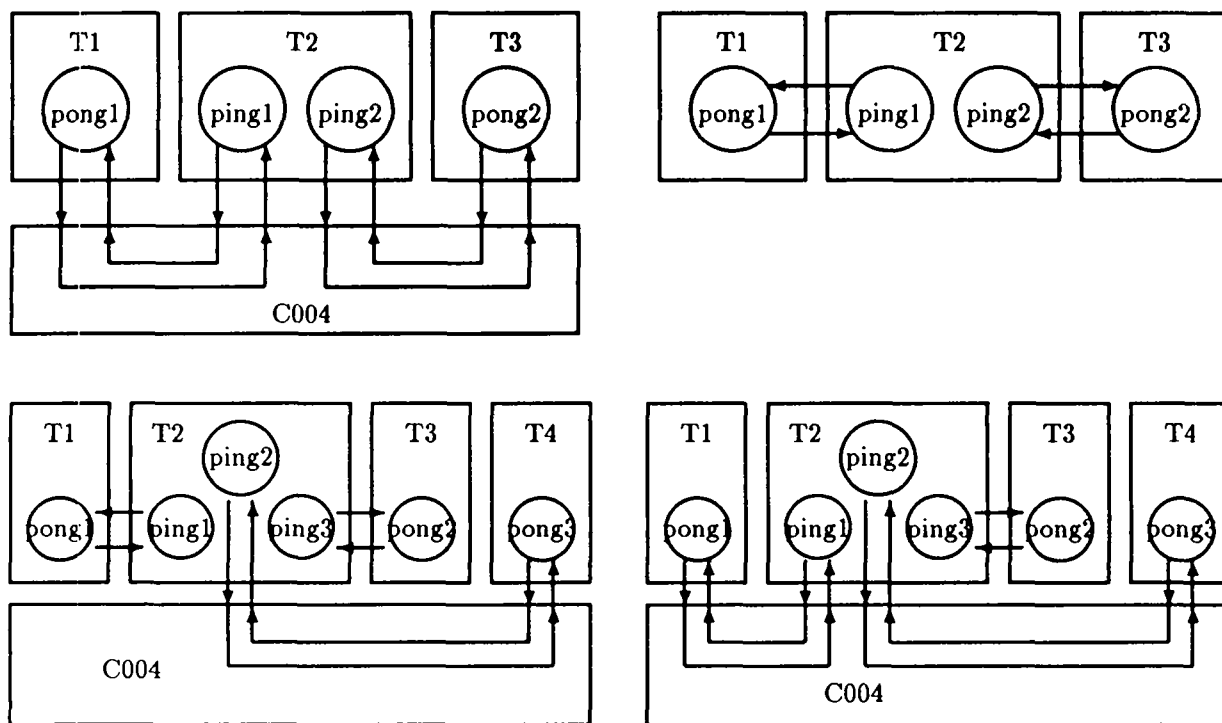 T1 T2 T3
pong1 ping1 ping2 pong2
C004
T1 T2 T3
pong1 ping1 ping2 pong2
T1 T2 T3 T4
ping2
pong1 ping1 ping3 pong2 pong3
C004
T1 T2 T3 T4
ping2
pong1 ping1 ping3 pong2 pong3
C004